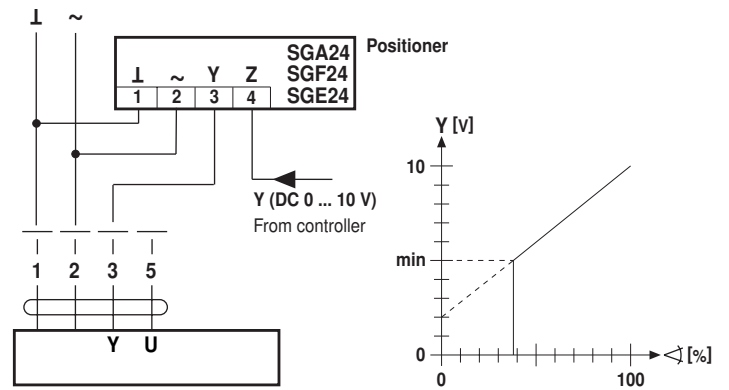 ⊥ ~
SGA24 Positioner
⊥ ~ Y Z SGF24
1 2 3 4 SGE24
Y (DC 0 ... 10 V)
From controller
1 2 3 5
Y U
Y [V]
10
min
0
0 100
[%]